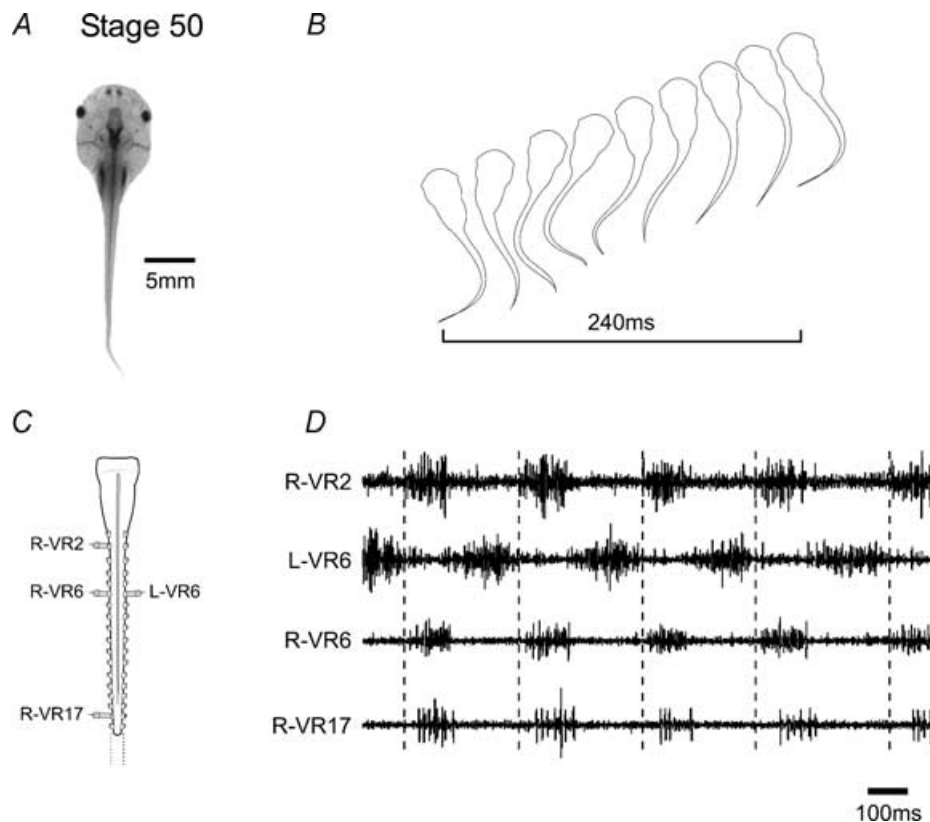 A Stage 50
B
5mm
240ms
C
D
R-VR2
R-VR6
L-VR6
R-VR17
R-VR2
L-VR6
R-VR6
R-VR17
100ms